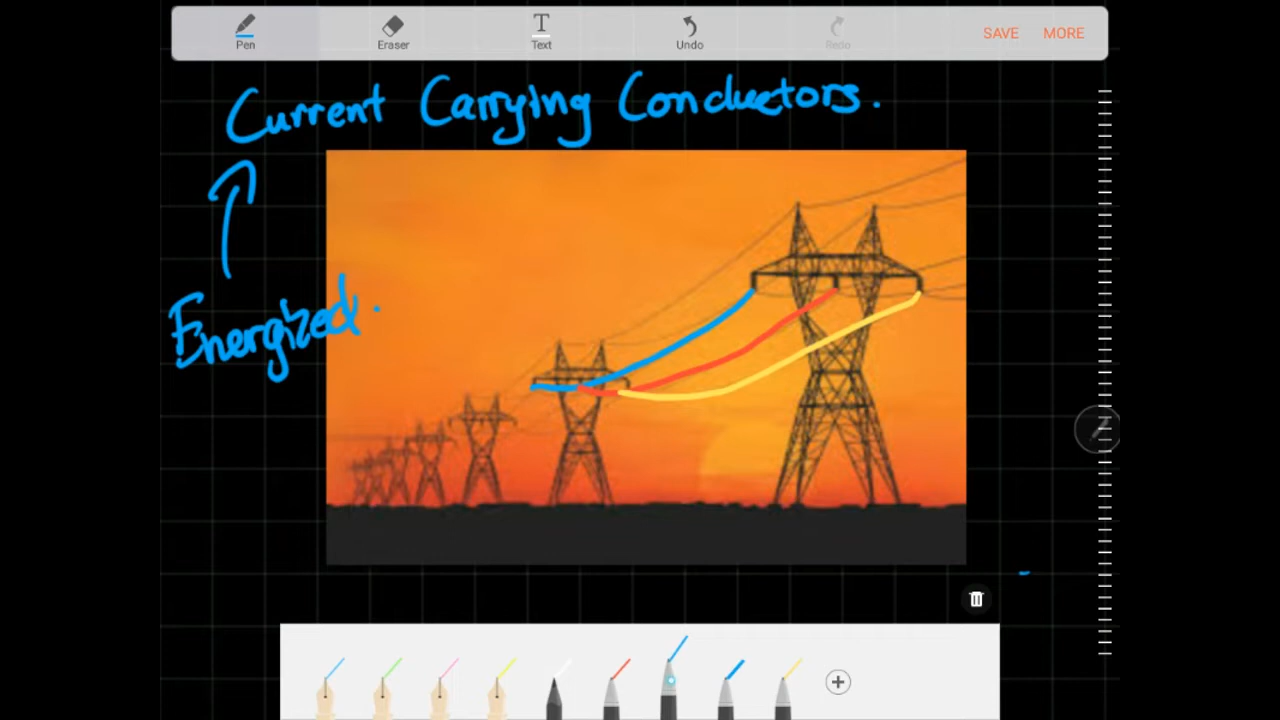 Pen Eraser Text Undo Redo SAVE MORE
Current Carrying Conductors.
Energized.